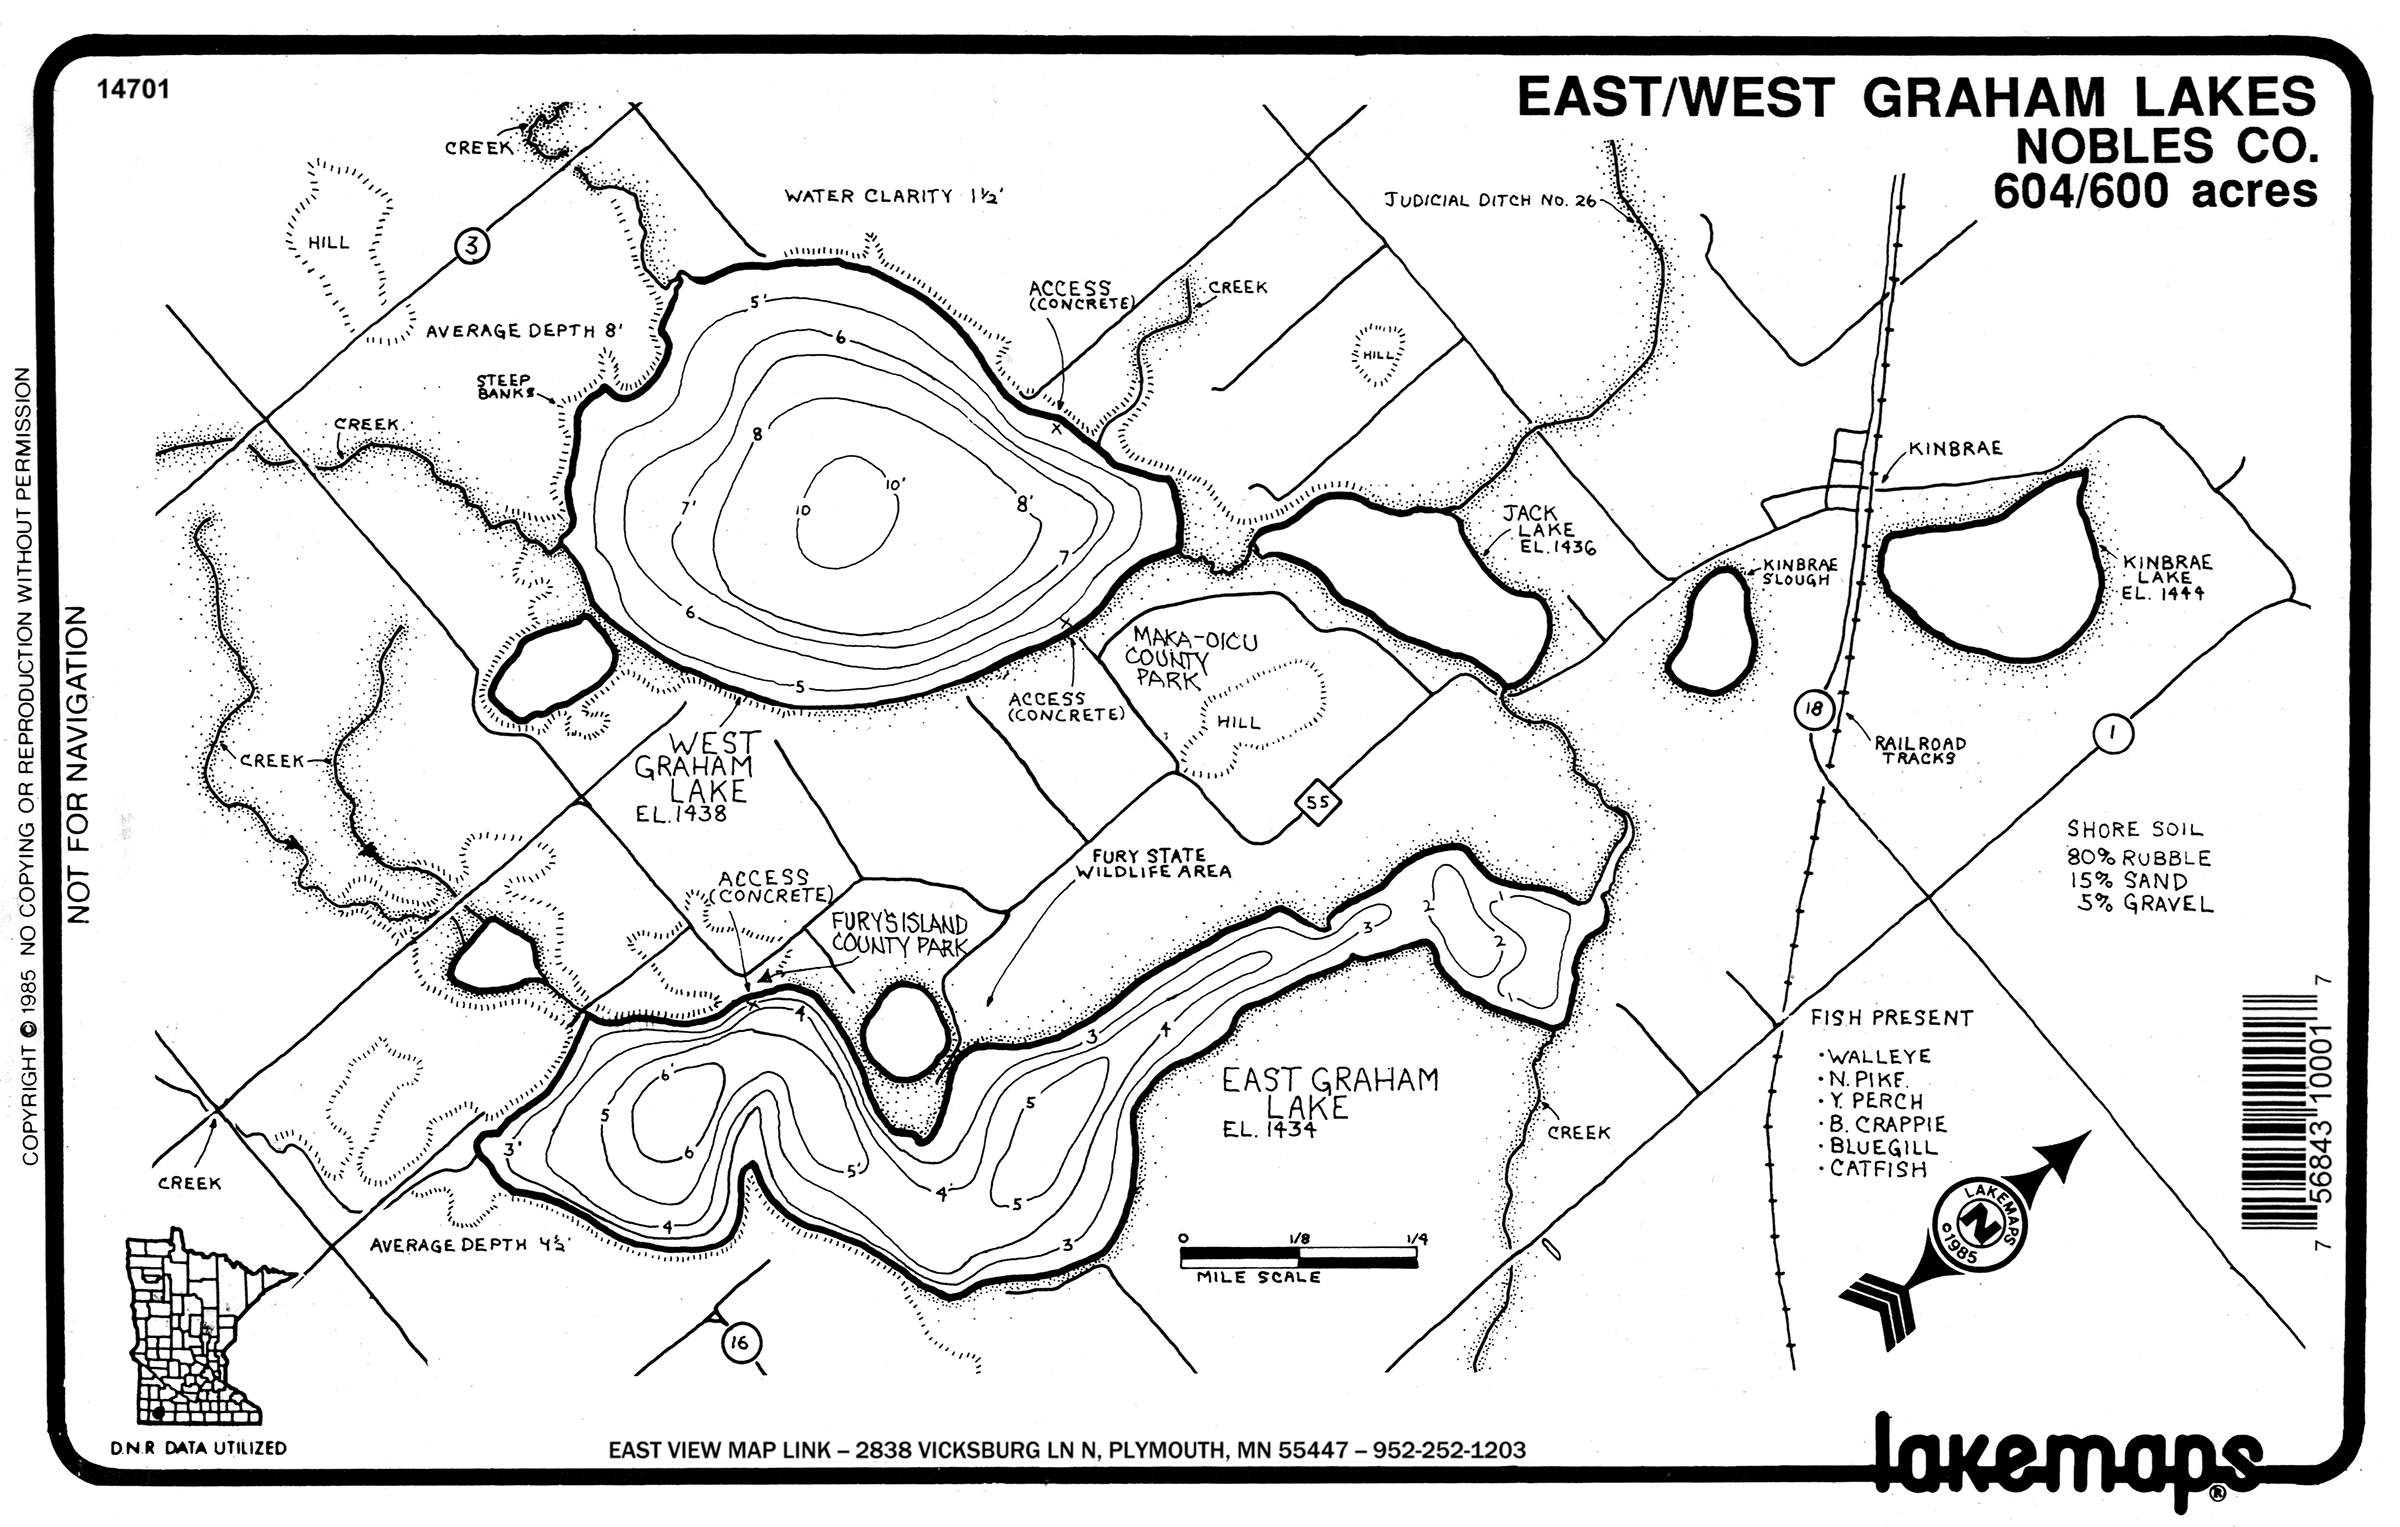 14701
EAST/WEST GRAHAM LAKES
NOBLES CO.
604/600 acres
CREEK
HILL
3
WATER CLARITY 1½'
JUDICIAL DITCH NO. 26
AVERAGE DEPTH 8'
ACCESS
(CONCRETE)
CREEK
HILL
STEEP
BANKS
CREEK
5'
6
8
10'
10
7'
8'
7
6
5
KINBRAE
JACK
LAKE
EL. 1436
KINBRAE
SLOUGH
KINBRAE
LAKE
EL. 1444
MAKA-OICU
COUNTY
PARK
HILL
ACCESS
(CONCRETE)
18
1
RAILROAD
TRACKS
WEST
GRAHAM
LAKE
EL. 1438
CREEK
55
SHORE SOIL
80% RUBBLE
15% SAND
5% GRAVEL
FURY STATE
WILDLIFE AREA
ACCESS
(CONCRETE)
FURY'S ISLAND
COUNTY PARK
2
1
3
2
1
4
3
4
6'
5
6
5'
3'
4
4'
5
5
3
EAST GRAHAM
LAKE
EL. 1434
CREEK
FISH PRESENT
• WALLEYE
• N. PIKE.
• Y. PERCH
• B. CRAPPIE
• BLUEGILL
• CATFISH
CREEK
AVERAGE DEPTH 4½'
16
0 1/8 1/4
MILE SCALE
LAKEMAPS
N
©1985
7 56843 10001 7
D.N.R DATA UTILIZED
EAST VIEW MAP LINK – 2838 VICKSBURG LN N, PLYMOUTH, MN 55447 – 952-252-1203
lakemaps®
NOT FOR NAVIGATION
COPYRIGHT © 1985 NO COPYING OR REPRODUCTION WITHOUT PERMISSION